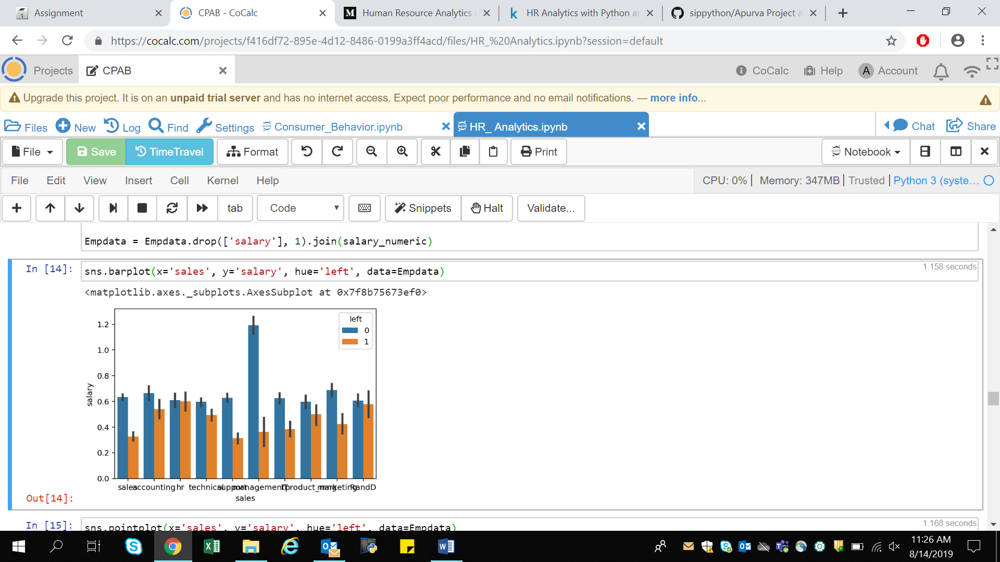 Assignment
CPAB - CoCalc
Human Resource Analytics
HR Analytics with Python a
sippython/Apurva Project a
https://cocalc.com/projects/f416df72-895e-4d12-8486-0199a3ff4acd/files/HR_%20Analytics.ipynb?session=default
Projects
CPAB
CoCalc
Help
A Account
Upgrade this project. It is on an unpaid trial server and has no internet access. Expect poor performance and no email notifications. — more info...
Files
New
Log
Find
Settings
Consumer_Behavior.ipynb
HR_ Analytics.ipynb
Chat
Share
File
Save
TimeTravel
Format
Print
Notebook
File
Edit
View
Insert
Cell
Kernel
Help
CPU: 0%
Memory: 347MB
Trusted
Python 3 (syste...
tab
Code
Snippets
Halt
Validate...
Empdata = Empdata.drop(['salary'], 1).join(salary_numeric)
In [14]:
sns.barplot(x='sales', y='salary', hue='left', data=Empdata)
1.158 seconds
<matplotlib.axes._subplots.AxesSubplot at 0x7f8b75673ef0>
left
0
1
1.2
1.0
0.8
0.6
0.4
0.2
0.0
salary
sales accounting hr technical support management IT product_mng marketing RandD
sales
Out[14]:
In [15]:
sns.pointplot(x='sales', y='salary', hue='left', data=Empdata)
1.168 seconds
11:26 AM
8/14/2019